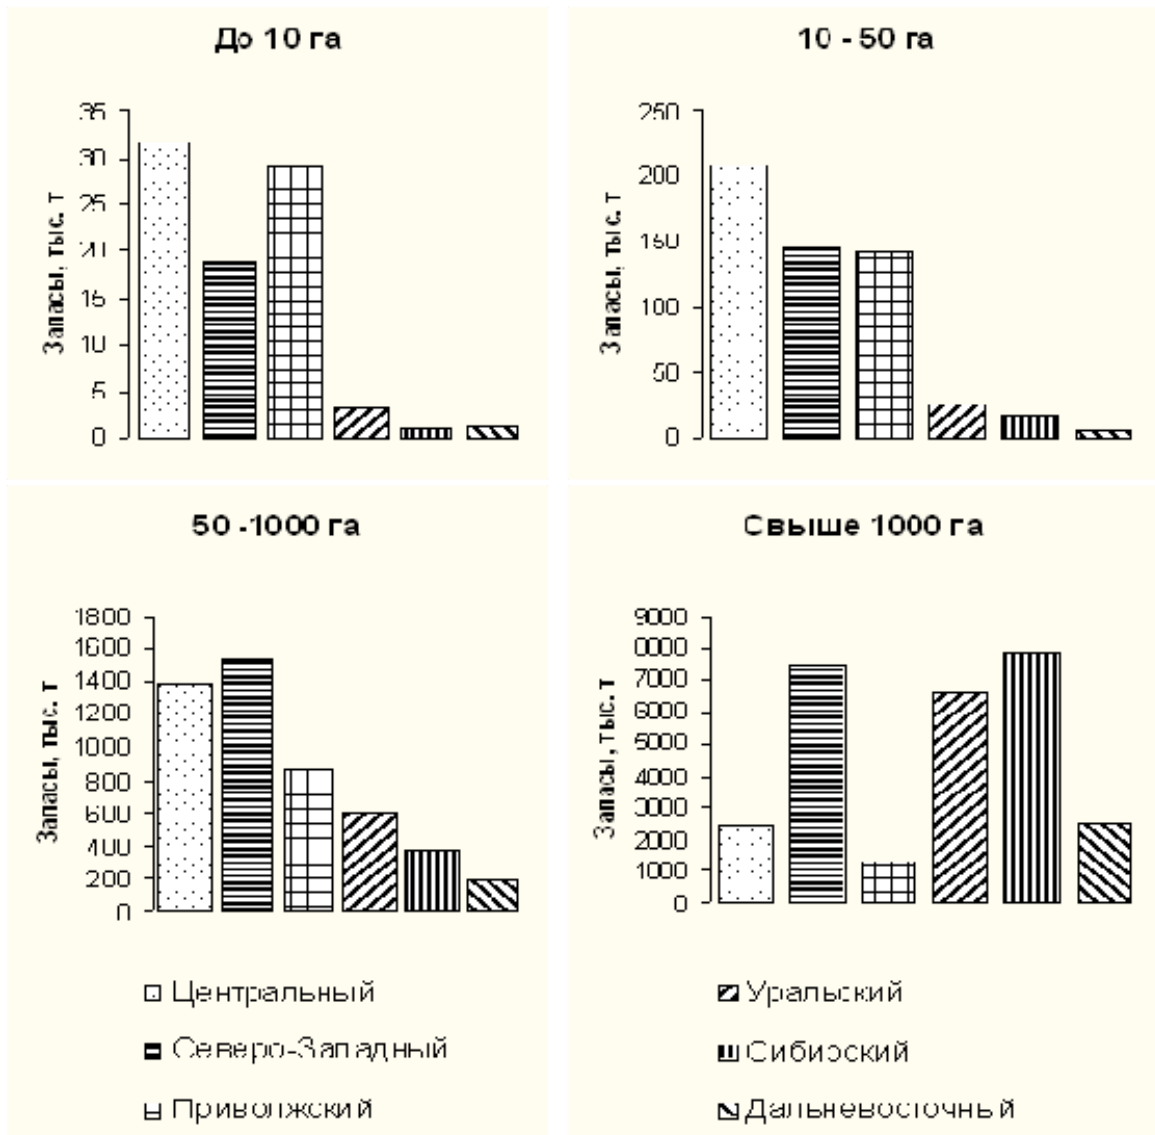 До 10 га
35
30
25
20
15
10
5
0
Запасы, тыс. т
10 - 50 га
250
200
150
100
50
0
Запасы, тыс. т
50 -1000 га
1800
1600
1400
1200
1000
800
600
400
200
0
Запасы, тыс. т
Свыше 1000 га
9000
8000
7000
6000
5000
4000
3000
2000
1000
0
Запасы, тыс. т
Центральный
Северо-Западный
Приволжский
Уральский
Сибирский
Дальневосточный